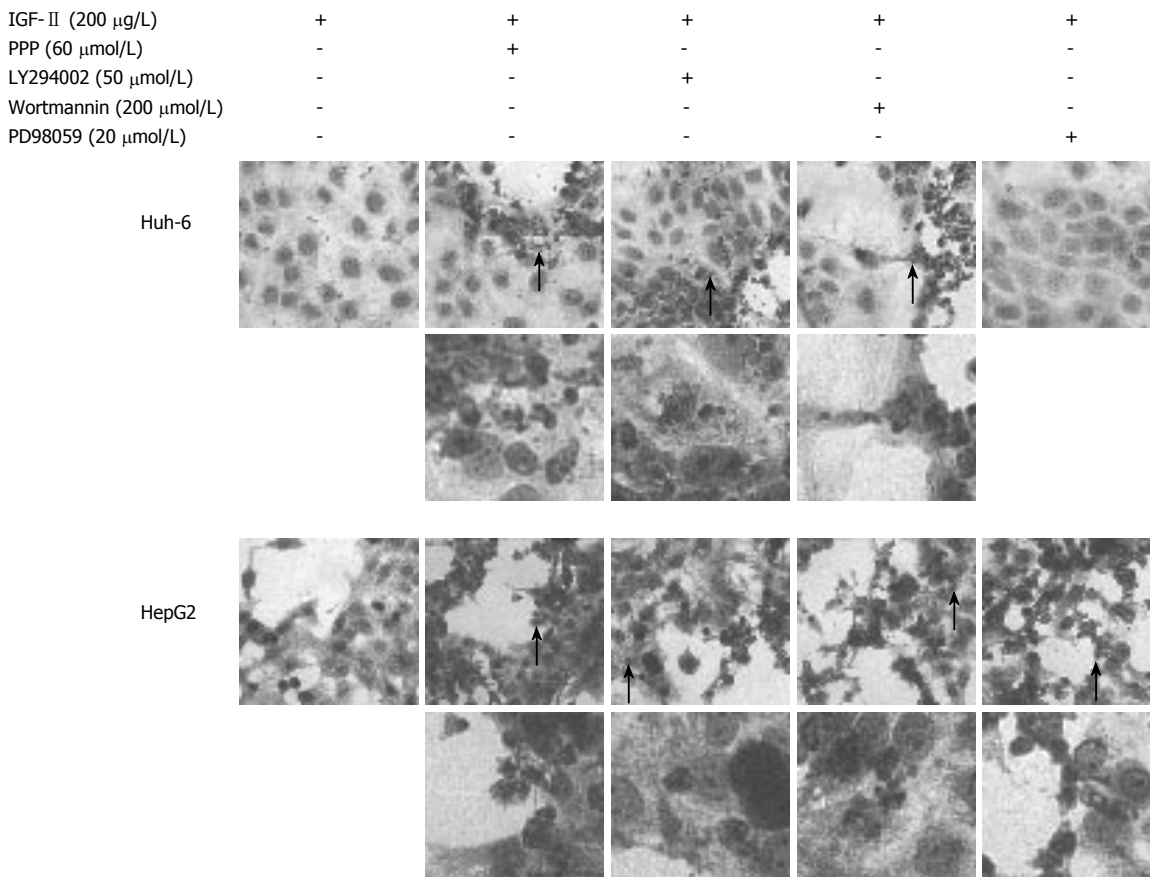 IGF-Ⅱ (200 μg/L) + + + + +
PPP (60 μmol/L) - + - - -
LY294002 (50 μmol/L) - - + - -
Wortmannin (200 μmol/L) - - - + -
PD98059 (20 μmol/L) - - - - +
Huh-6
HepG2